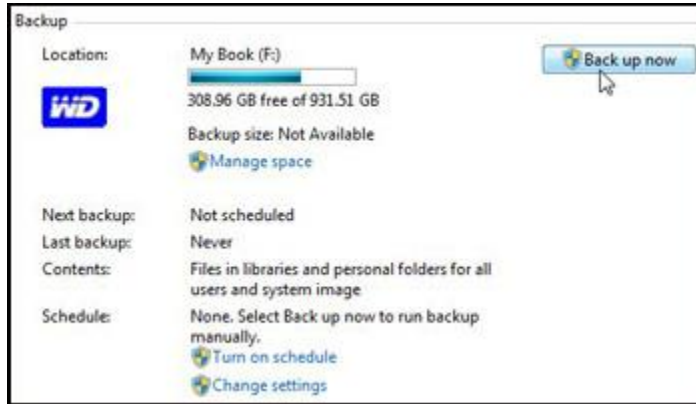 Backup
Location: My Book (F:) Back up now
WD
308.96 GB free of 931.51 GB
Backup size: Not Available
Manage space
Next backup: Not scheduled
Last backup: Never
Contents: Files in libraries and personal folders for all
users and system image
Schedule: None. Select Back up now to run backup
manually.
Turn on schedule
Change settings